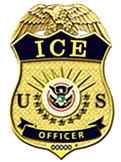 ICE
U S
OFFICER
00000